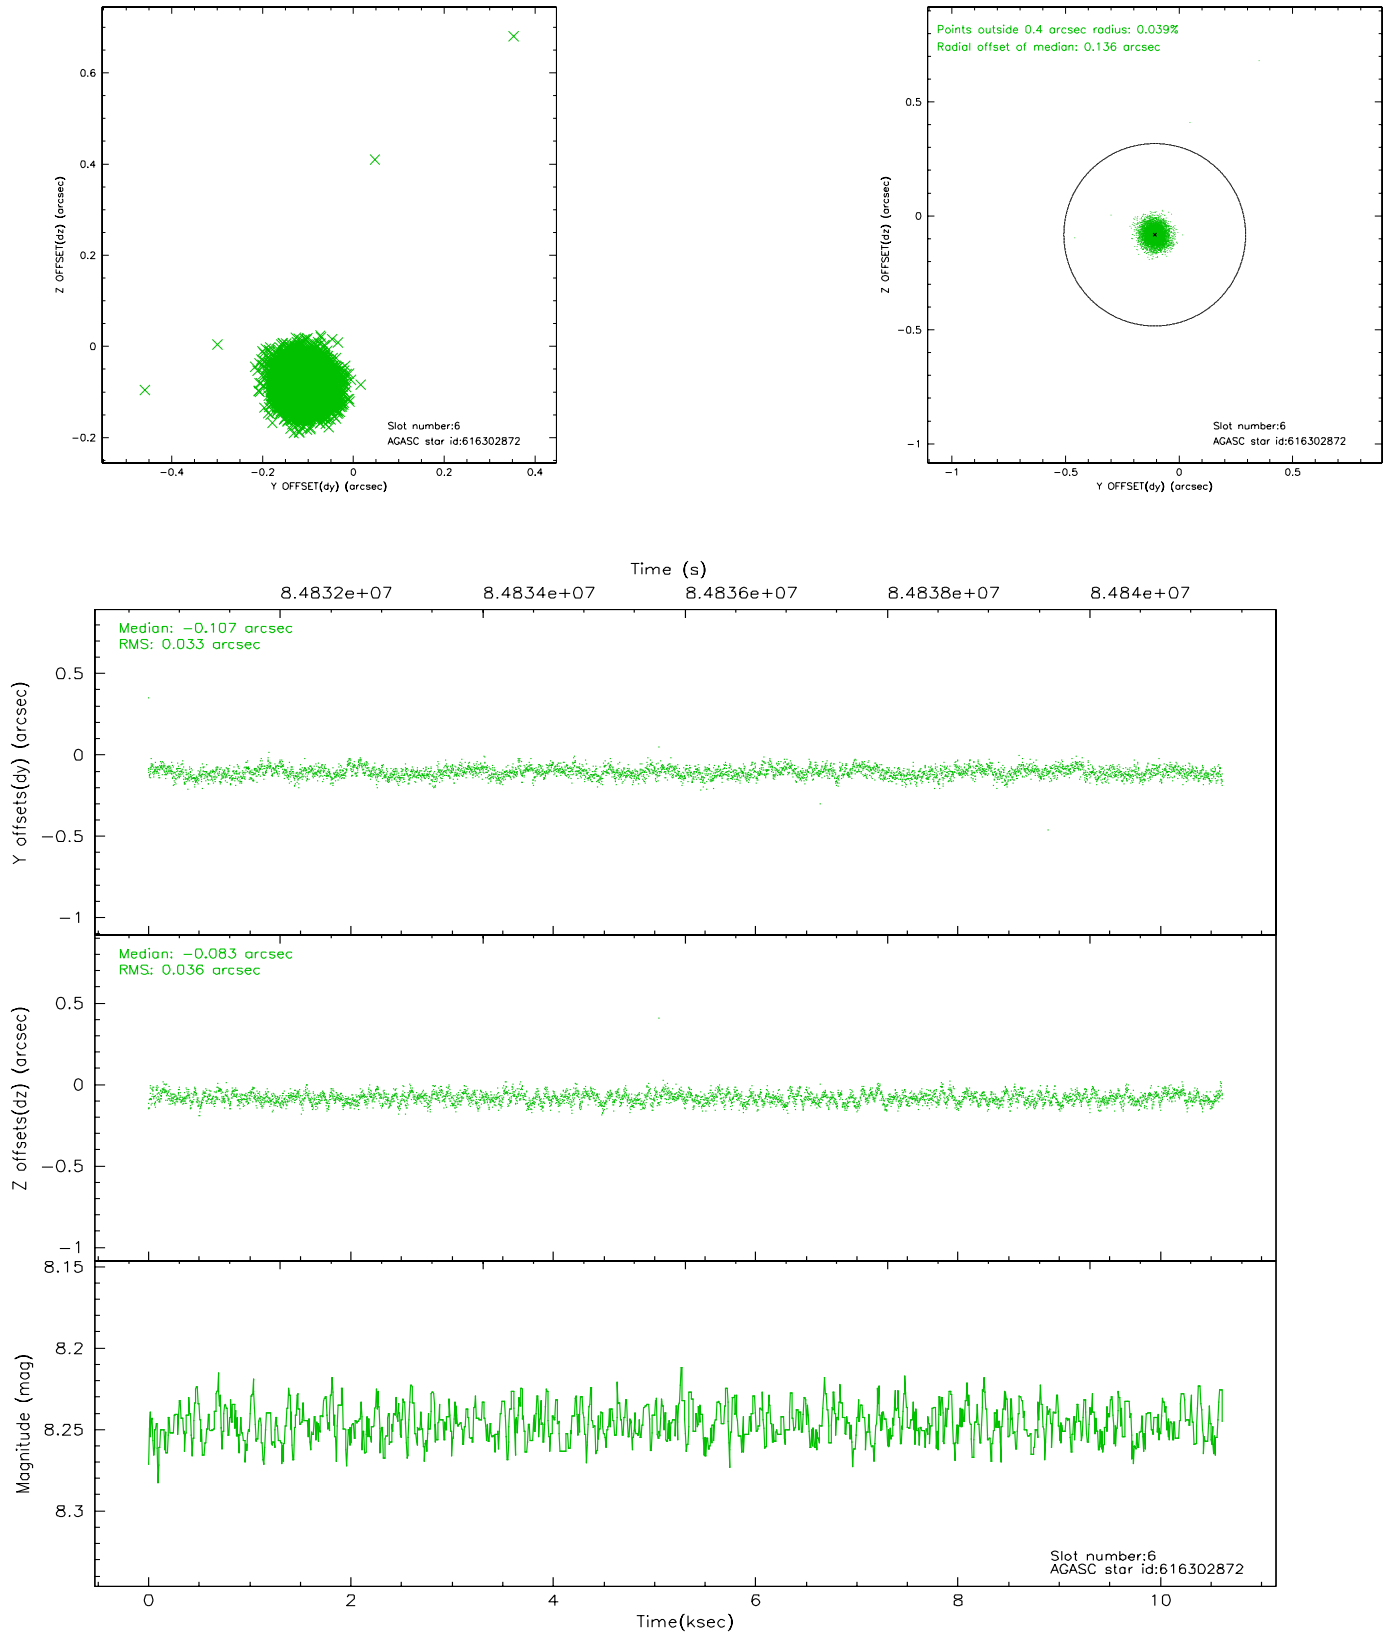 0.6
0.4
0.2
0
−0.2
Z OFFSET(dz) (arcsec)
Slot number:6
AGASC star id:616302872
−0.4 −0.2 0 0.2 0.4
Y OFFSET(dy) (arcsec)
Points outside 0.4 arcsec radius: 0.039%
Radial offset of median: 0.136 arcsec
0.5
0
−0.5
−1
Z OFFSET(dz) (arcsec)
Slot number:6
AGASC star id:616302872
−1 −0.5 0 0.5
Y OFFSET(dy) (arcsec)
Time (s)
8.4832e+07 8.4834e+07 8.4836e+07 8.4838e+07 8.484e+07
Median: −0.107 arcsec
RMS: 0.033 arcsec
0.5
0
−0.5
−1
Y offsets(dy) (arcsec)
Median: −0.083 arcsec
RMS: 0.036 arcsec
0.5
0
−0.5
−1
Z offsets(dz) (arcsec)
8.15
8.2
8.25
8.3
Magnitude (mag)
Slot number:6
AGASC star id:616302872
0 2 4 6 8 10
Time(ksec)